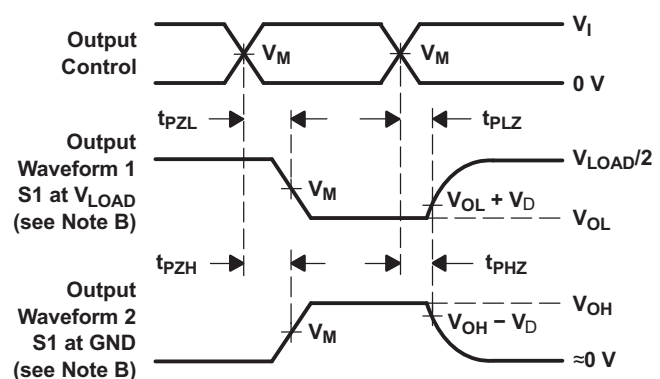 Output
Control
V_M
V_M
V_I
0 V
t_PZL
t_PLZ
Output
Waveform 1
S1 at V_LOAD
(see Note B)
V_M
V_LOAD/2
V_OL + V_D
V_OL
t_PZH
t_PHZ
Output
Waveform 2
S1 at GND
(see Note B)
V_M
V_OH
V_OH − V_D
≈0 V